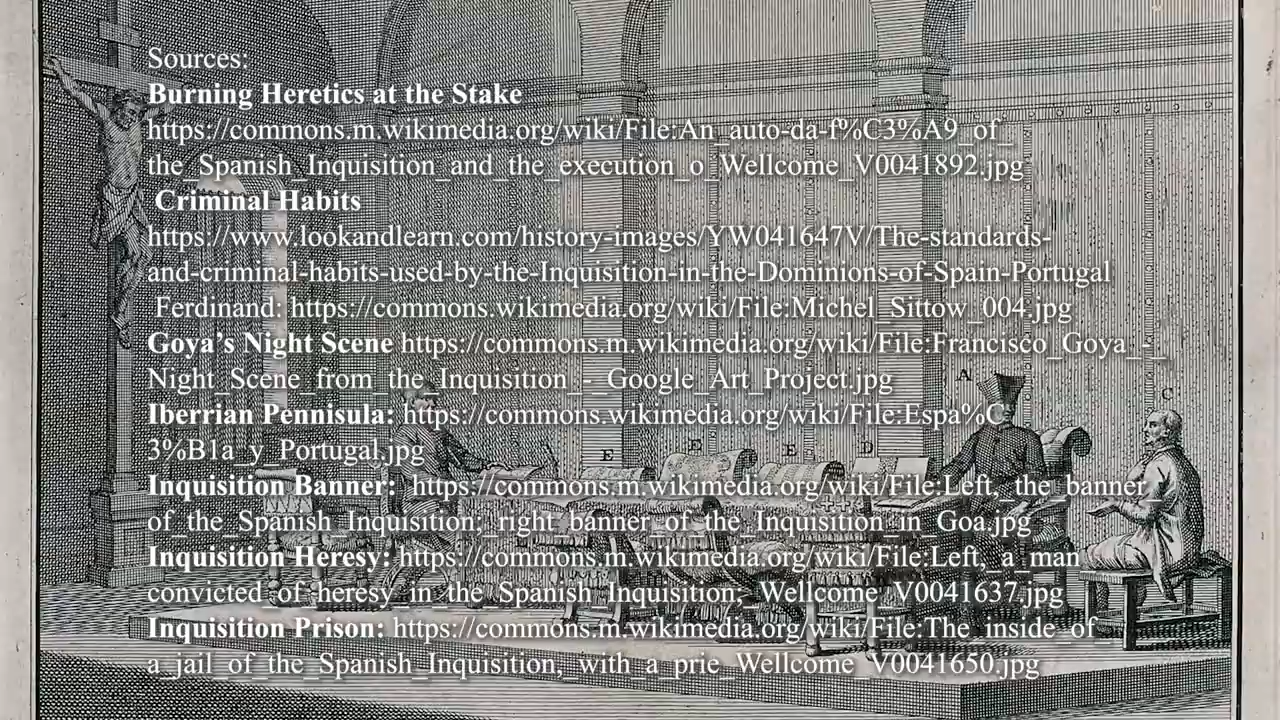 Sources:
Burning Heretics at the Stake
https://commons.m.wikimedia.org/wiki/File:An_auto-da-f%C3%A9_of_
the_Spanish_Inquisition_and_the_execution_o_Wellcome_V0041892.jpg
Criminal Habits
https://www.lookandlearn.com/history-images/YW041647V/The-standards-
and-criminal-habits-used-by-the-Inquisition-in-the-Dominions-of-Spain-Portugal
Ferdinand: https://commons.wikimedia.org/wiki/File:Michel_Sittow_004.jpg
Goya’s Night Scene https://commons.m.wikimedia.org/wiki/File:Francisco_Goya_-_
Night_Scene_from_the_Inquisition_-_Google_Art_Project.jpg
A
Iberrian Pennisula: https://commons.wikimedia.org/wiki/File:Espa%C
C
3%B1a_y_Portugal.jpg
E E E D
Inquisition Banner: https://commons.m.wikimedia.org/wiki/File:Left,_the_banner_
of_the_Spanish_Inquisition;_right_banner_of_the_Inquisition_in_Goa.jpg
Inquisition Heresy: https://commons.m.wikimedia.org/wiki/File:Left,_a_man_
convicted_of_heresy_in_the_Spanish_Inquisition;_Wellcome_V0041637.jpg
Inquisition Prison: https://commons.m.wikimedia.org/wiki/File:The_inside_of_
a_jail_of_the_Spanish_Inquisition,_with_a_prie_Wellcome_V0041650.jpg